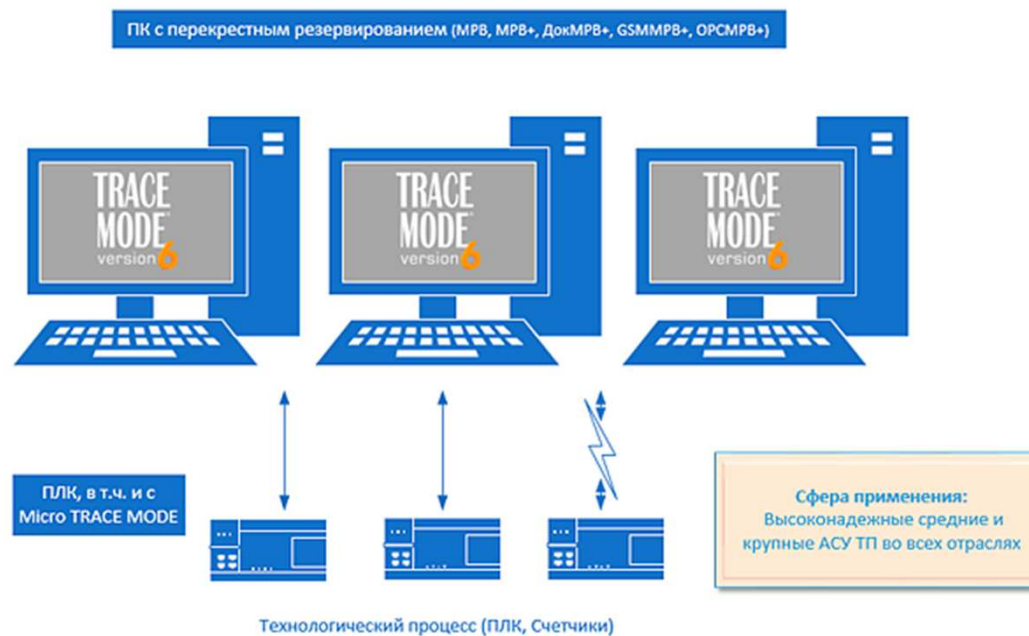 ПК с перекрестным резервированием (МРВ, МРВ+, ДокМРВ+, GSMМРВ+, ОРСМРВ+)
TRACE
MODE
version 6
TRACE
MODE
version 6
TRACE
MODE
version 6
ПЛК, в т.ч. и с
Micro TRACE MODE
Сфера применения:
Высоконадежные средние и
крупные АСУ ТП во всех отраслях
Технологический процесс (ПЛК, Счетчики)